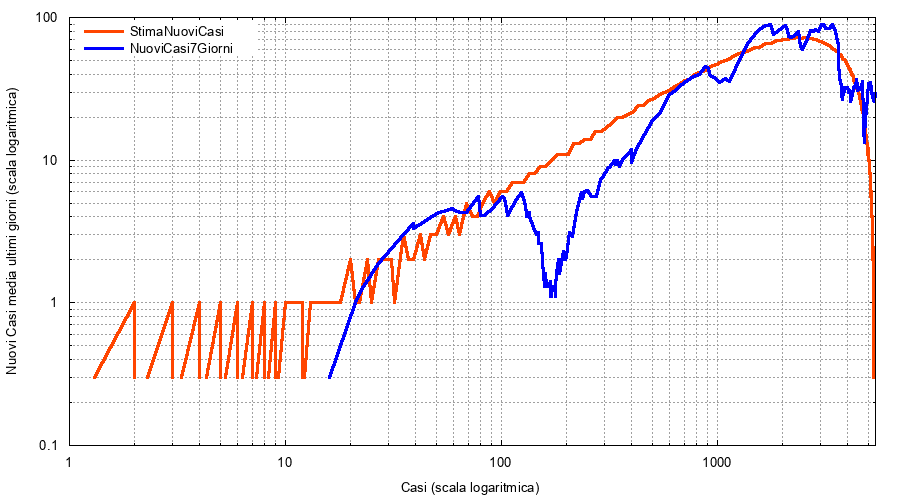 100
StimaNuoviCasi
NuoviCasi7Giorni
10
1
0.1
Nuovi Casi media ultimi giorni (scala logaritmica)
1 10 100 1000
Casi (scala logaritmica)